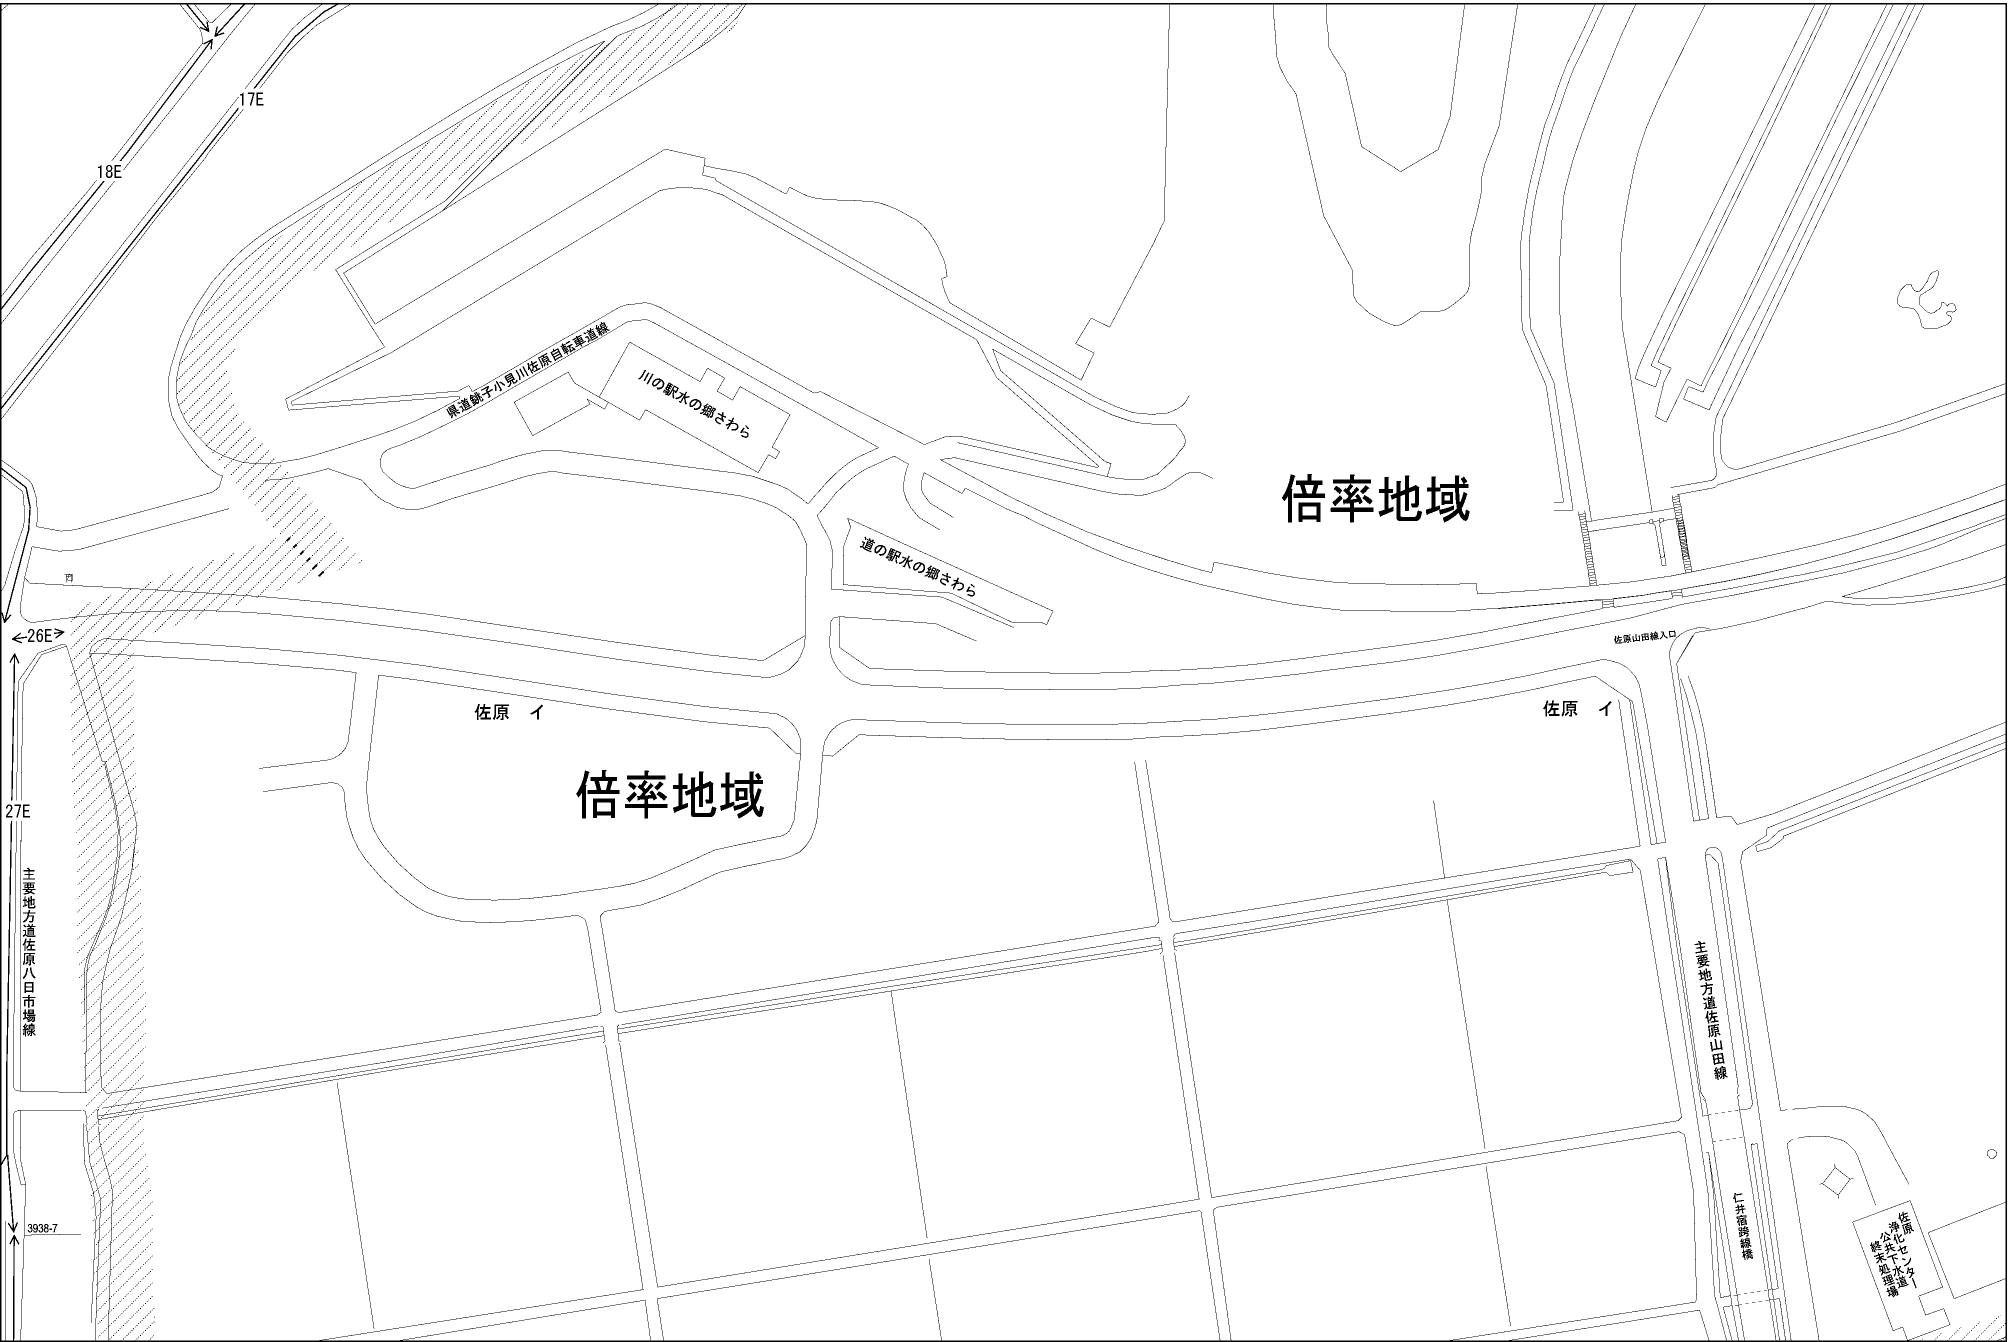 17E
18E
県道銚子小見川佐原自転車道線
川の駅水の郷さわら
倍率地域
道の駅水の郷さわら
26E
佐原山田線入口
佐原　イ
佐原　イ
倍率地域
27E
主要地方道佐原八日市場線
主要地方道佐原山田線
3938-7
仁井宿跨線橋
佐原
浄化センター
公共下水道
終末処理場